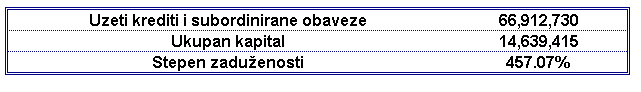 Uzeti krediti i subordinirane obaveze 66,912,730
Ukupan kapital 14,639,415
Stepen zaduženosti 457.07%